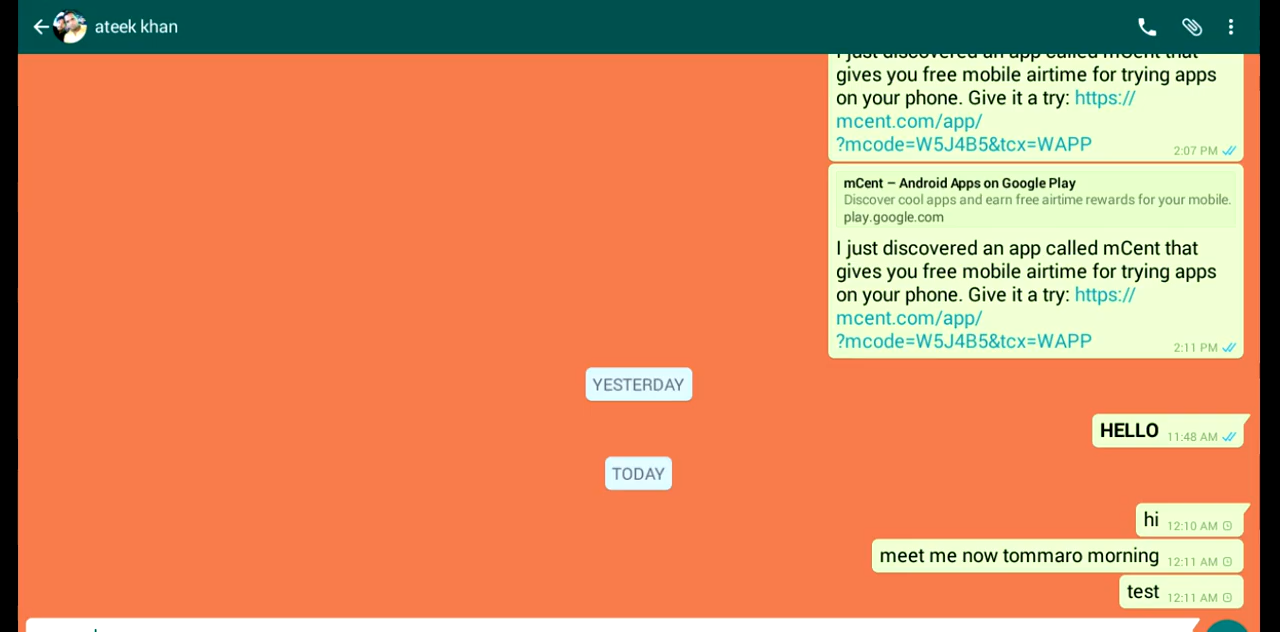 ateek khan
I just discovered an app called mCent that
gives you free mobile airtime for trying apps
on your phone. Give it a try: https://
mcent.com/app/
?mcode=W5J4B5&tcx=WAPP
2:07 PM
mCent – Android Apps on Google Play
Discover cool apps and earn free airtime rewards for your mobile.
play.google.com
I just discovered an app called mCent that
gives you free mobile airtime for trying apps
on your phone. Give it a try: https://
mcent.com/app/
?mcode=W5J4B5&tcx=WAPP
2:11 PM
YESTERDAY
HELLO 11:48 AM
TODAY
hi 12:10 AM
meet me now tommaro morning 12:11 AM
test 12:11 AM